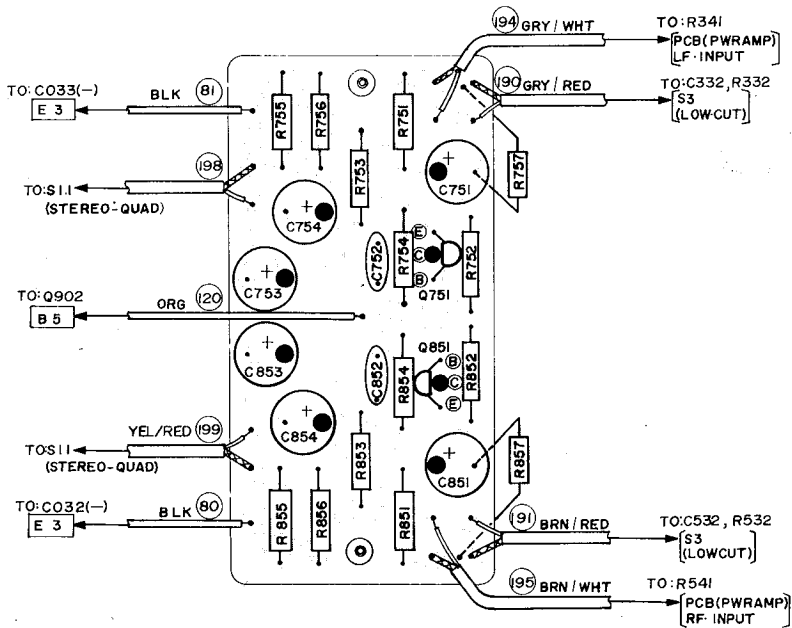 194 GRY/WHT
TO:R341
PCB(PWRAMP)
LF·INPUT
190 GRY/RED
TO:C332, R332
S3
(LOW·CUT)
TO:C033(−)
E 3
BLK 81
198
TO:S1.1
(STEREO-QUAD)
TO:Q902
B 5
ORG 120
YEL/RED 199
TO:S11
(STEREO-QUAD)
TO:C032(−)
E 3
BLK 80
R755
R756
R753
R751
+
C751
R757
+
C754
C752
R754
E
C
B
Q751
R752
+
C753
+
C853
C852
R854
Q851
B
C
E
R852
+
C854
R853
+
C851
R857
R855
R856
R851
191 BRN/RED
TO:C532, R532
S3
(LOWCUT)
195 BRN/WHT
TO:R541
PCB(PWRAMP)
RF·INPUT